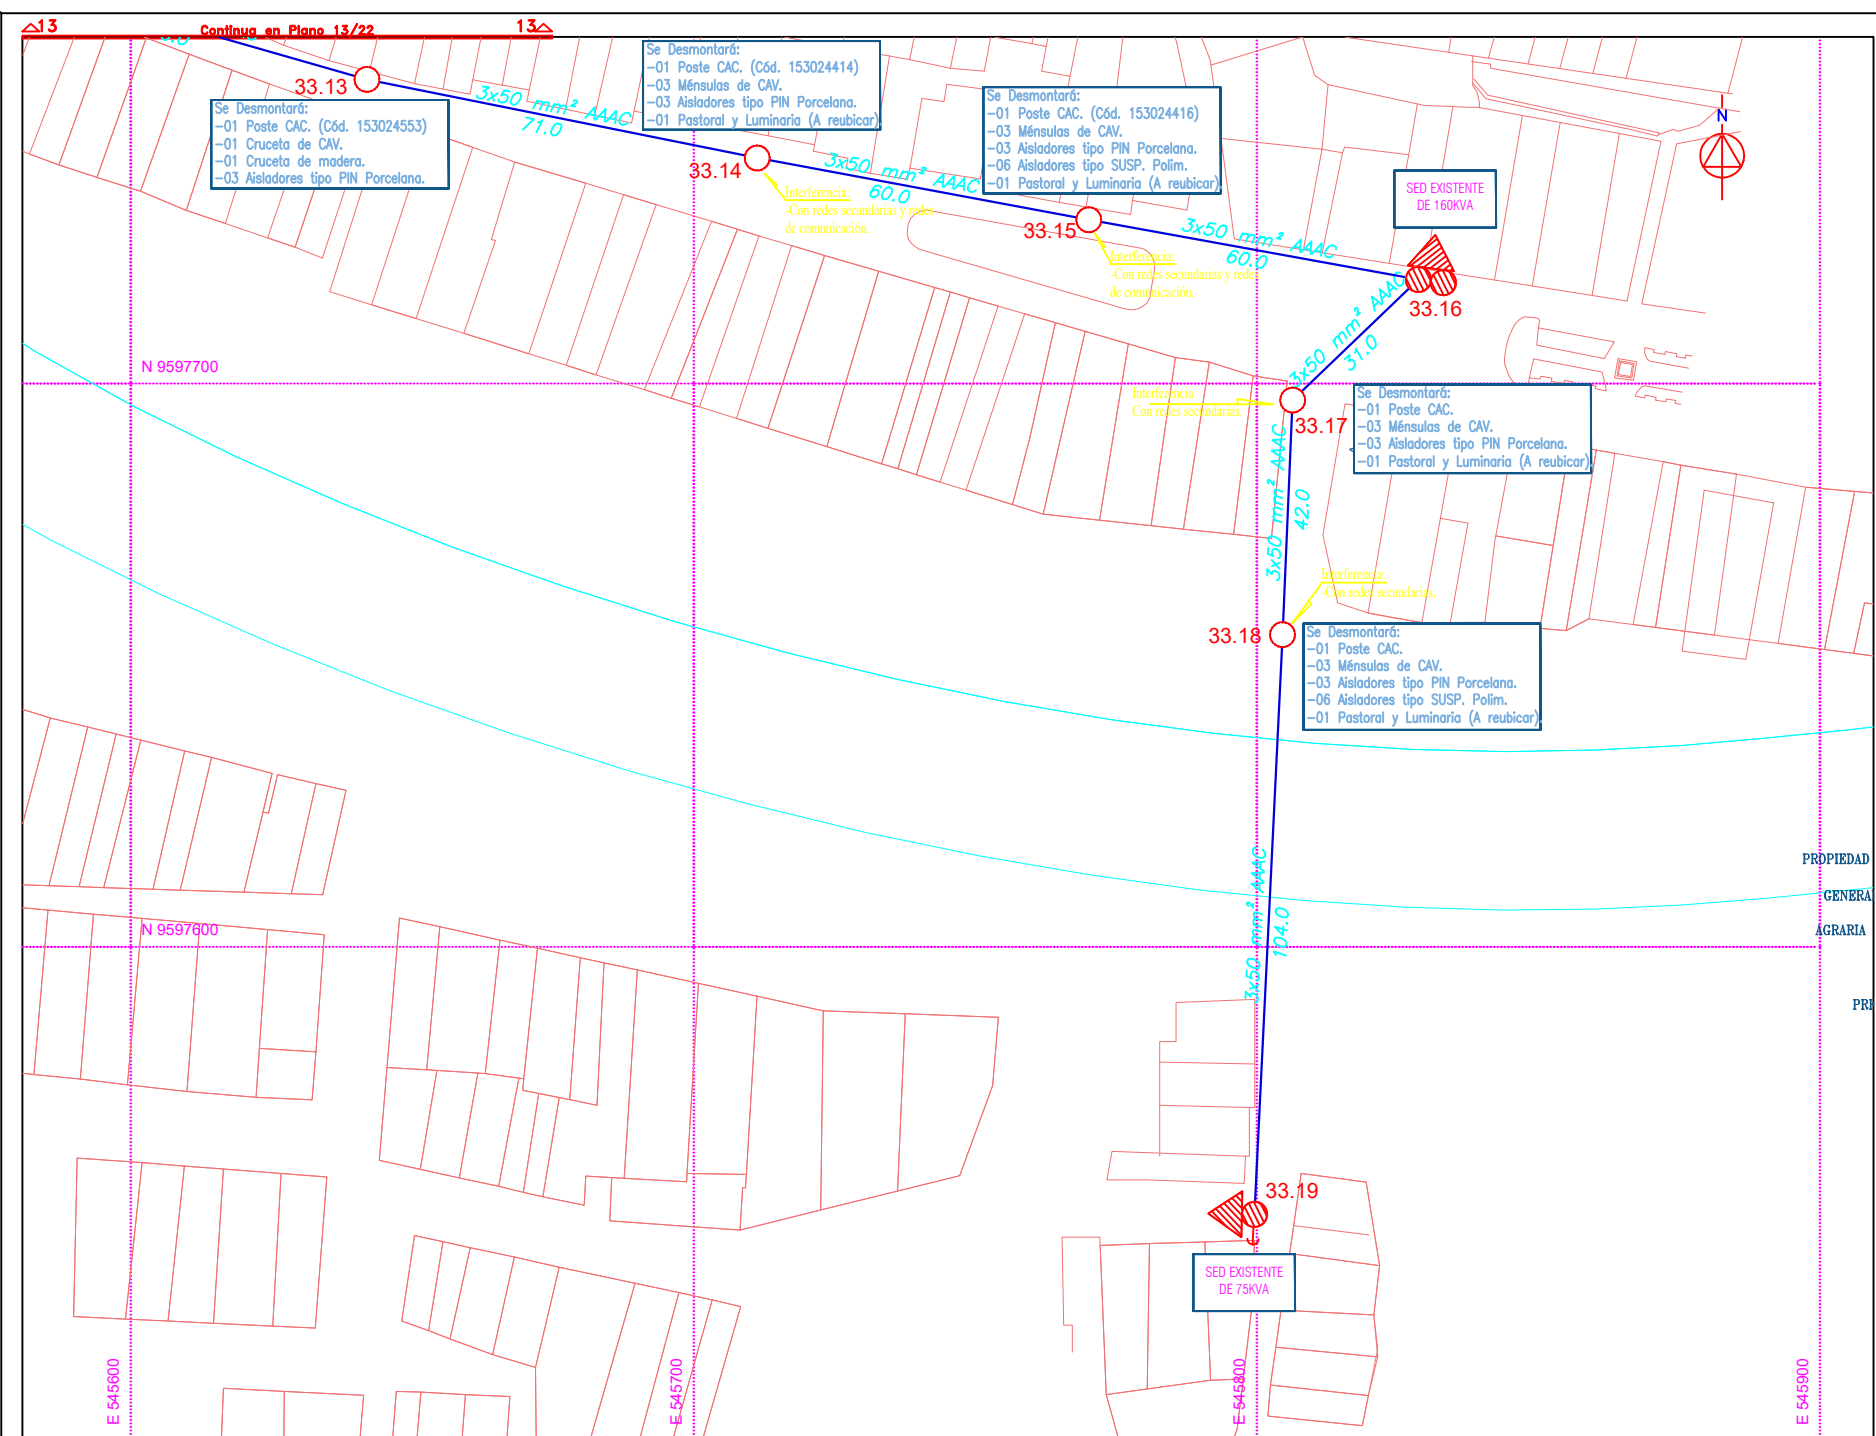 13
Continua en Plano 13/22
13
33.13
Se Desmontará:
-01 Poste CAC. (Cód. 153024553)
-01 Cruceta de CAV.
-01 Cruceta de madera.
-03 Aisladores tipo PIN Porcelana.
3x50 mm² AAAC
71.0
Se Desmontará:
-01 Poste CAC. (Cód. 153024414)
-03 Ménsulas de CAV.
-03 Aisladores tipo PIN Porcelana.
-01 Pastoral y Luminaria (A reubicar)
33.14
Interferencia:
-Con redes secundarias y redes
de comunicación.
3x50 mm² AAAC
60.0
Se Desmontará:
-01 Poste CAC. (Cód. 153024416)
-03 Ménsulas de CAV.
-03 Aisladores tipo PIN Porcelana.
-06 Aisladores tipo SUSP. Polim.
-01 Pastoral y Luminaria (A reubicar)
33.15
Interferencia:
-Con redes secundarias y redes
de comunicación.
3x50 mm² AAAC
60.0
SED EXISTENTE
DE 160KVA
N
33.16
3x50 mm² AAAC
31.0
N 9597700
Interferencia
Con redes secundarias.
33.17
Se Desmontará:
-01 Poste CAC.
-03 Ménsulas de CAV.
-03 Aisladores tipo PIN Porcelana.
-01 Pastoral y Luminaria (A reubicar)
3x50 mm² AAAC
42.0
Interferencia:
-Con redes secundarias.
33.18
Se Desmontará:
-01 Poste CAC.
-03 Ménsulas de CAV.
-03 Aisladores tipo PIN Porcelana.
-06 Aisladores tipo SUSP. Polim.
-01 Pastoral y Luminaria (A reubicar)
3x50 mm² AAAC
104.0
PROPIEDAD
GENERA
AGRARIA
N 9597600
33.19
SED EXISTENTE
DE 75KVA
E 545600
E 545700
E 545800
E 545900